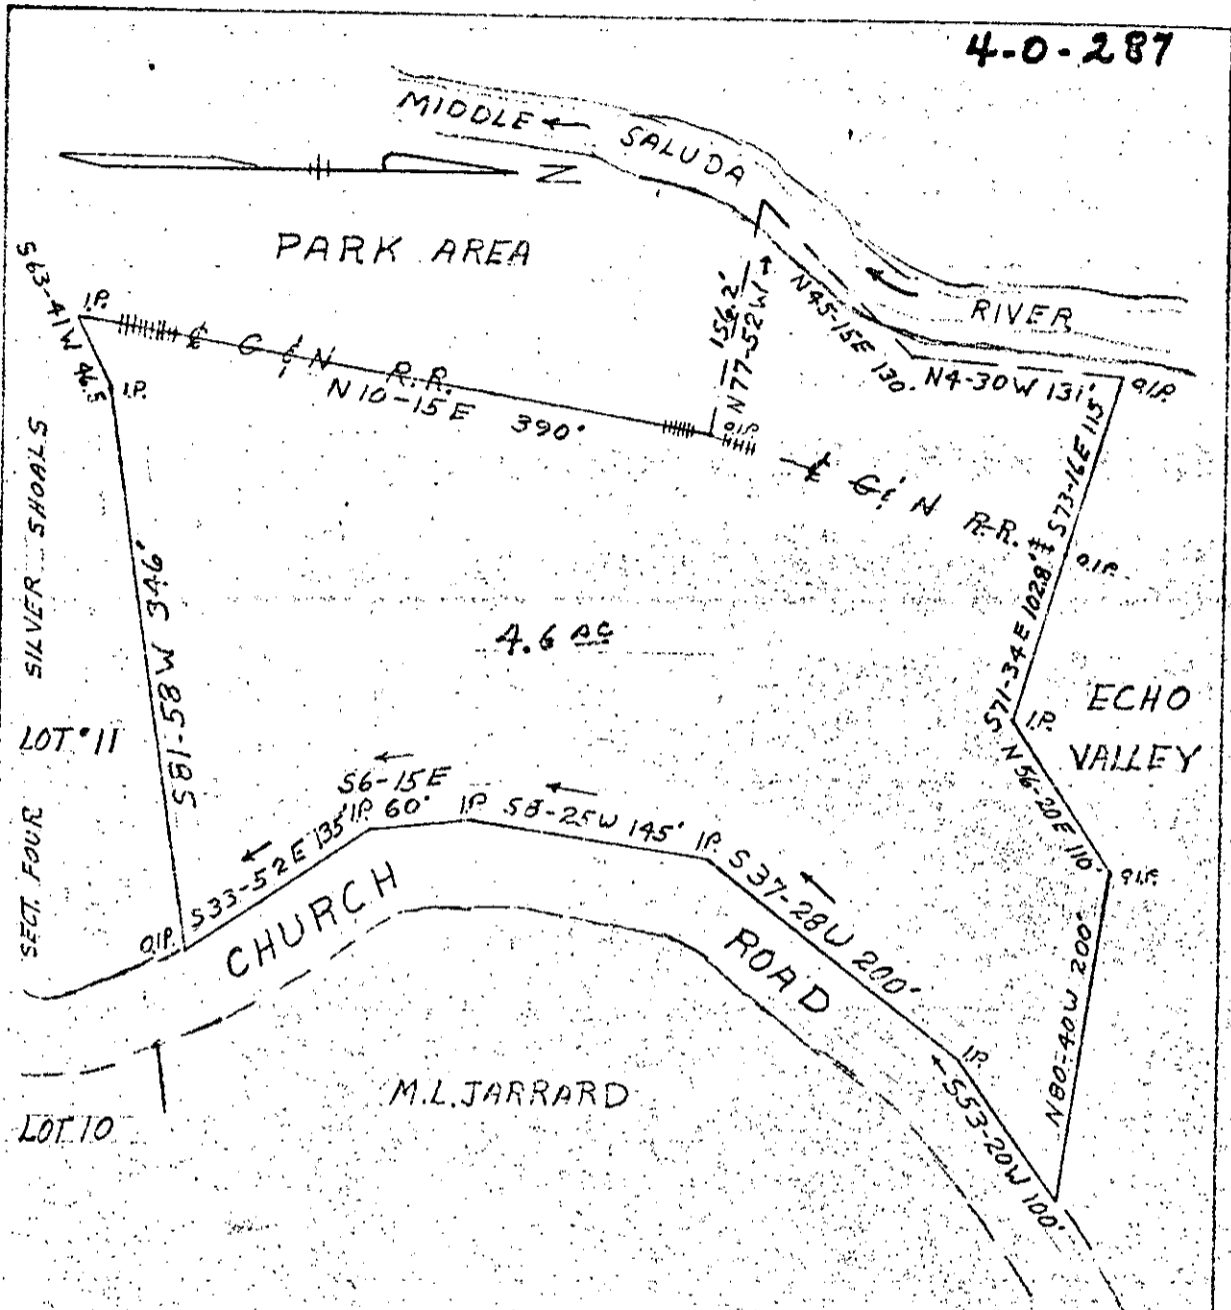 4-0-287
MIDDLE ← SALUDA
RIVER
N
PARK AREA
S63-41W 46.5
I.P.
I.P.
℄ G & N R.R.
N10-15E 390'
N77-52W 156.2'
O.I.P.
N45-15E 130.
N4-30W 131'
O.I.P.
S73-16E 115'
℄ G & N R.R.
O.I.P.
S71-34E 102.8'
I.P.
N56-20E 110'
O.I.P.
N80-40W 200'
ECHO
VALLEY
4.6 AC
SILVER SHOALS
LOT #11
SECT. FOUR
S81-58W 346'
S6-15E
60'
S33-52E 135'
I.P.
I.P.
S8-25W 145'
I.P.
S37-28W 200'
I.P.
S53-20W 100'
O.I.P.
CHURCH
ROAD
M.L. JARRARD
LOT 10